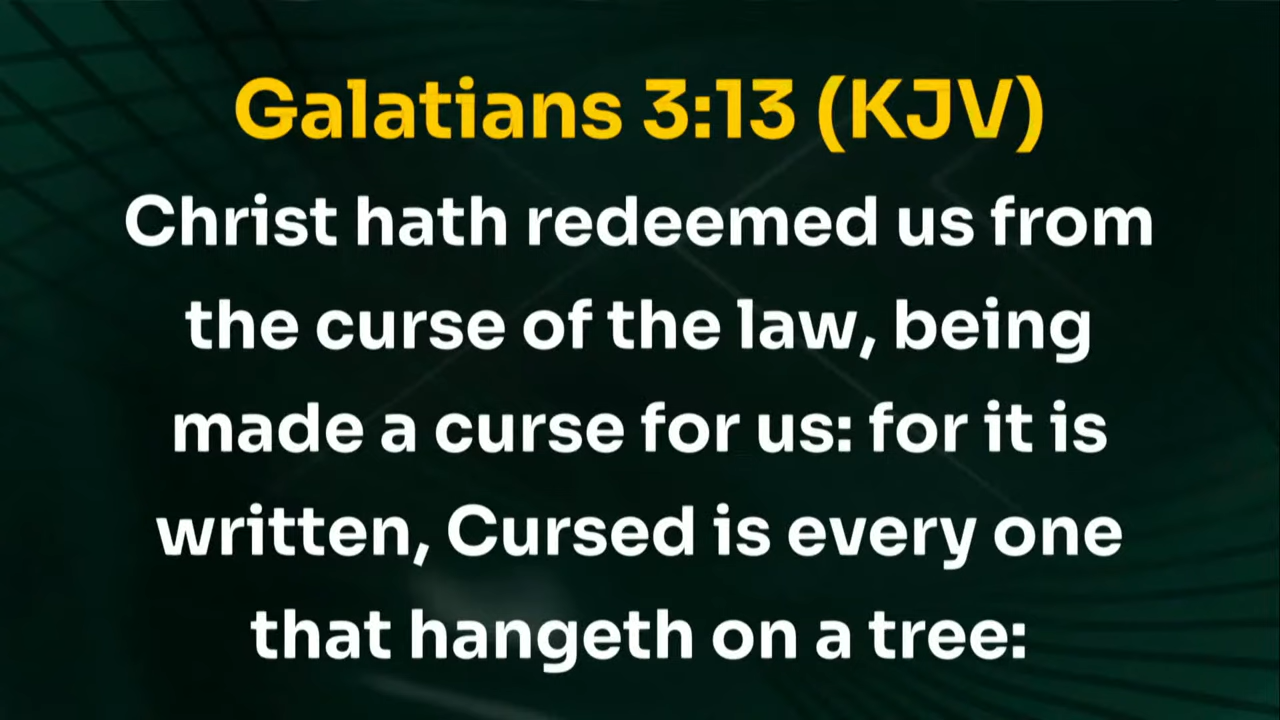 Galatians 3:13 (KJV)
Christ hath redeemed us from
the curse of the law, being
made a curse for us: for it is
written, Cursed is every one
that hangeth on a tree: